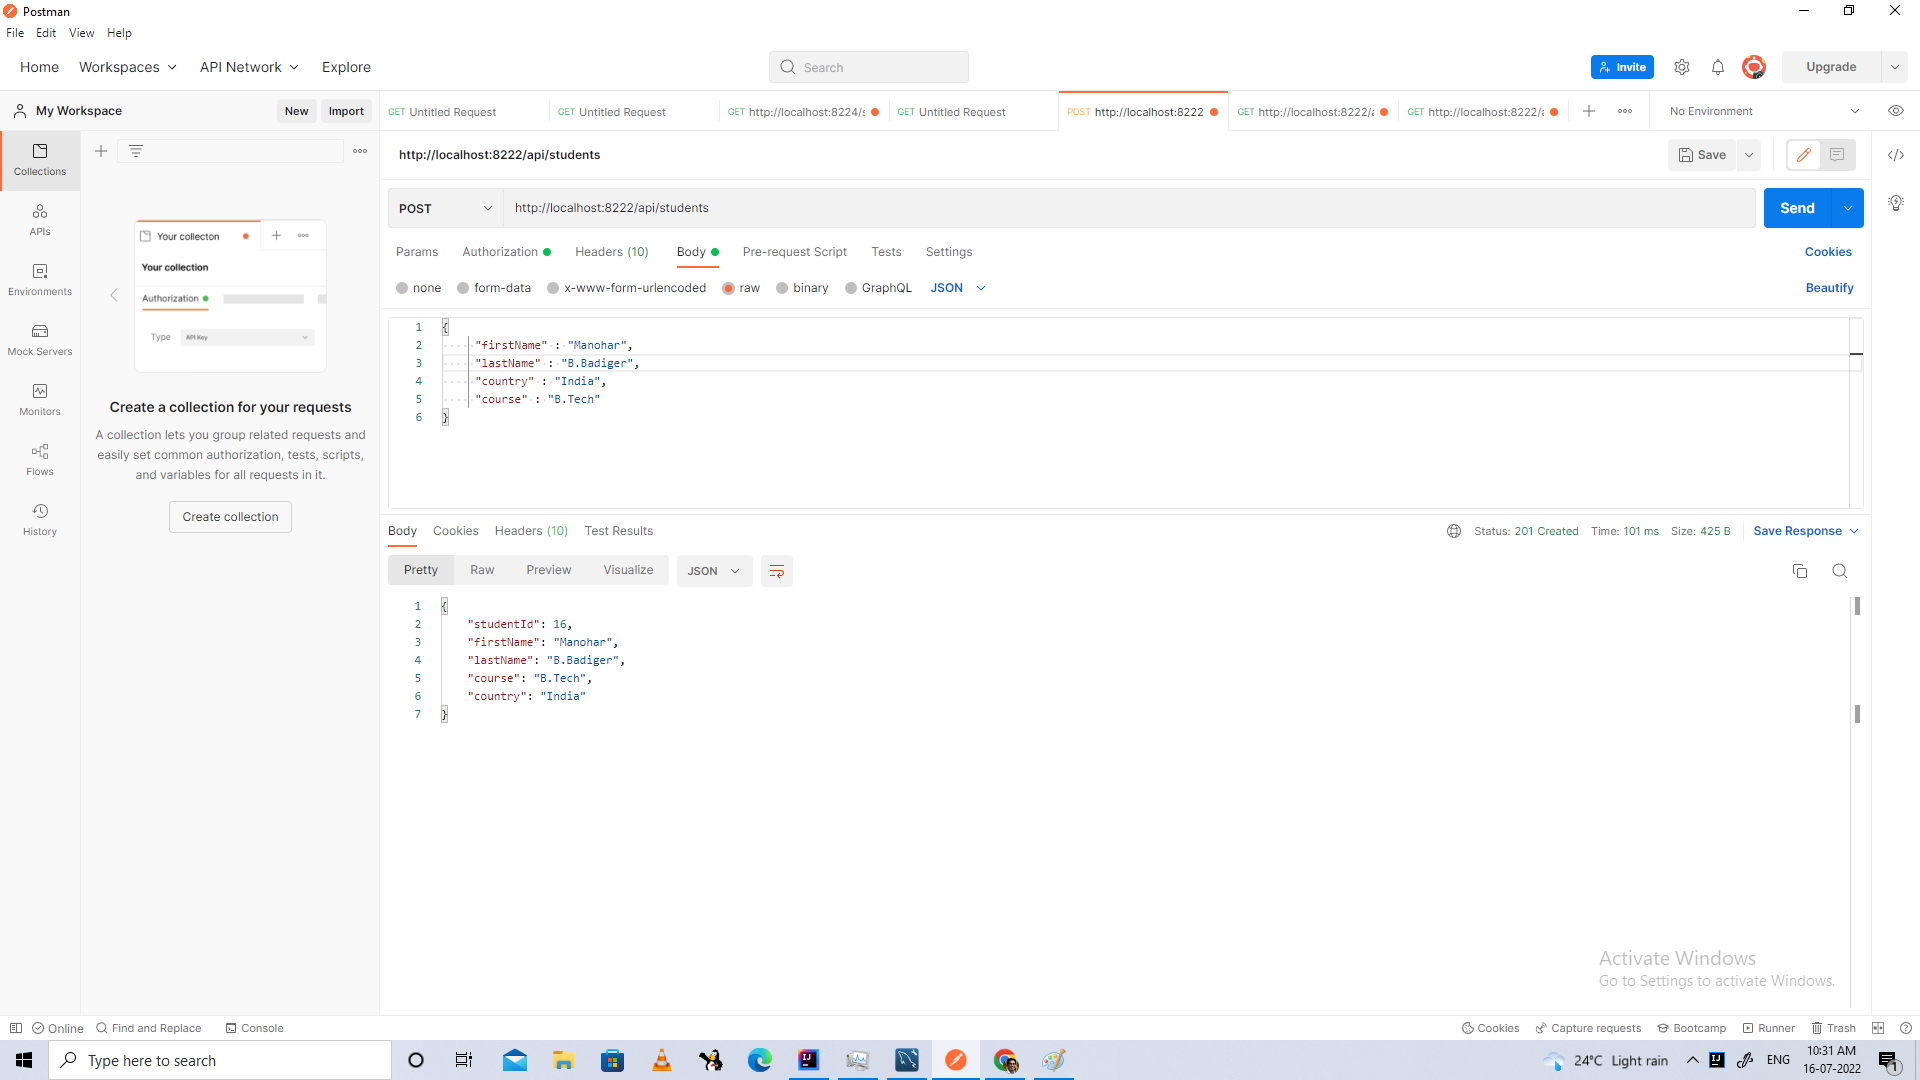 Postman
File Edit View Help
Home Workspaces API Network Explore Search Invite Upgrade
My Workspace New Import
GET Untitled Request GET Untitled Request GET http://localhost:8224/s GET Untitled Request POST http://localhost:8222 GET http://localhost:8222/a GET http://localhost:8222/a No Environment
Collections
APIs
Environments
Mock Servers
Monitors
Flows
History
Your collecton
Your collection
Authorization
Type API Key
Create a collection for your requests
A collection lets you group related requests and
easily set common authorization, tests, scripts,
and variables for all requests in it.
Create collection
http://localhost:8222/api/students Save
POST http://localhost:8222/api/students Send
Params Authorization Headers (10) Body Pre-request Script Tests Settings Cookies
none form-data x-www-form-urlencoded raw binary GraphQL JSON Beautify
1 {
2 "firstName" : "Manohar",
3 "lastName" : "B.Badiger",
4 "country" : "India",
5 "course" : "B.Tech"
6 }
Body Cookies Headers (10) Test Results Status: 201 Created Time: 101 ms Size: 425 B Save Response
Pretty Raw Preview Visualize JSON
1 {
2 "studentId": 16,
3 "firstName": "Manohar",
4 "lastName": "B.Badiger",
5 "course": "B.Tech",
6 "country": "India"
7 }
Activate Windows
Go to Settings to activate Windows.
Online Find and Replace Console Cookies Capture requests Bootcamp Runner Trash
Type here to search 24°C Light rain ENG 10:31 AM
16-07-2022 1